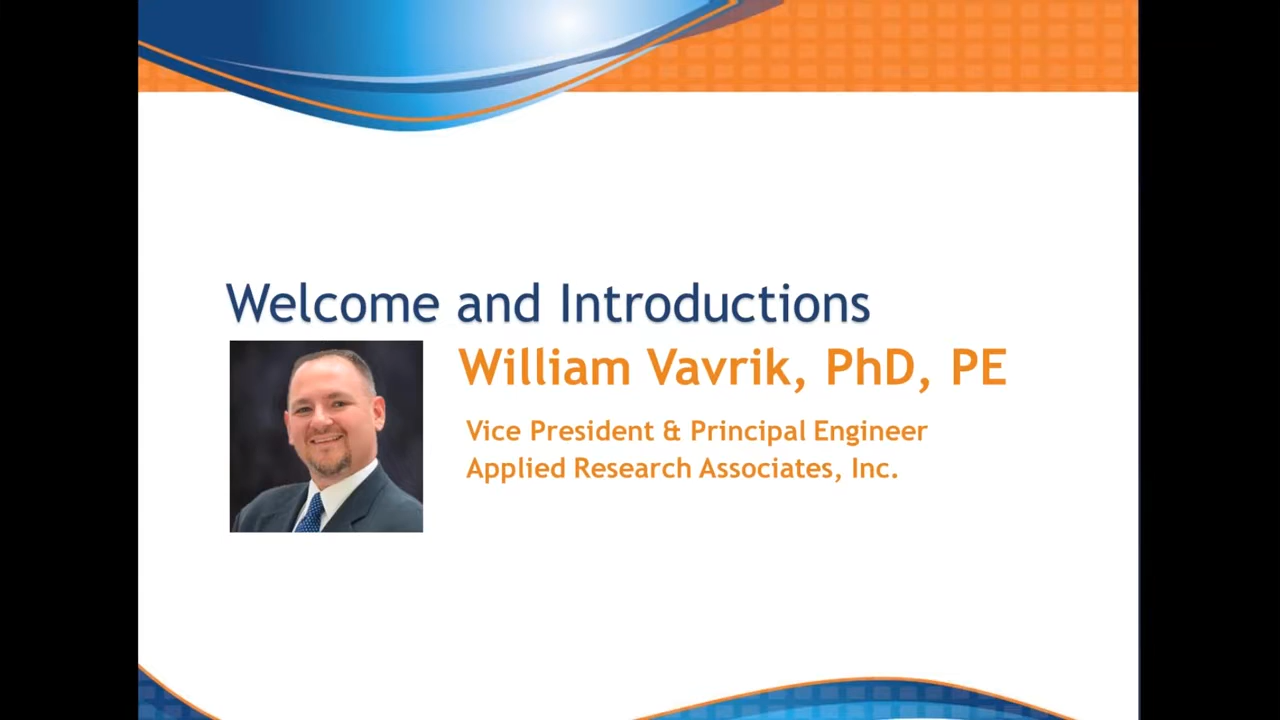 Welcome and Introductions
William Vavrik, PhD, PE
Vice President & Principal Engineer
Applied Research Associates, Inc.